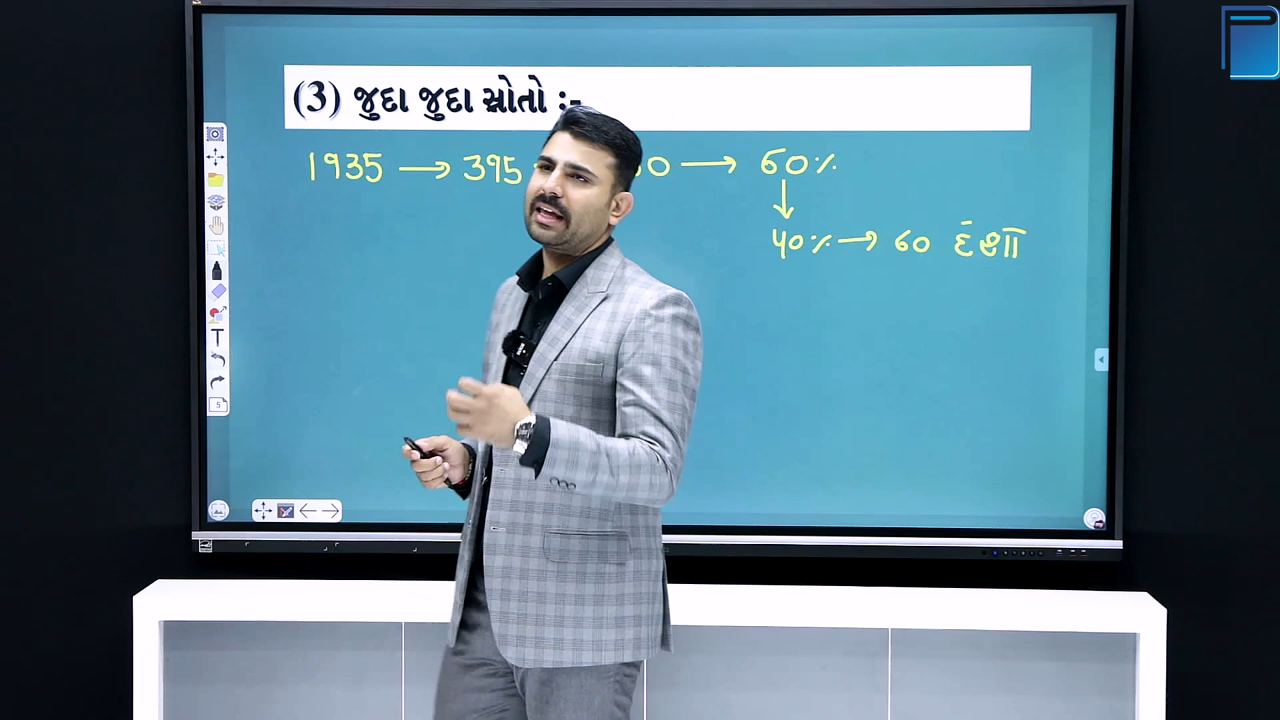 (3) જુદા જુદા સ્રોતો :-
1935 → 395 → 60%
↓
40% → 60 દેશો